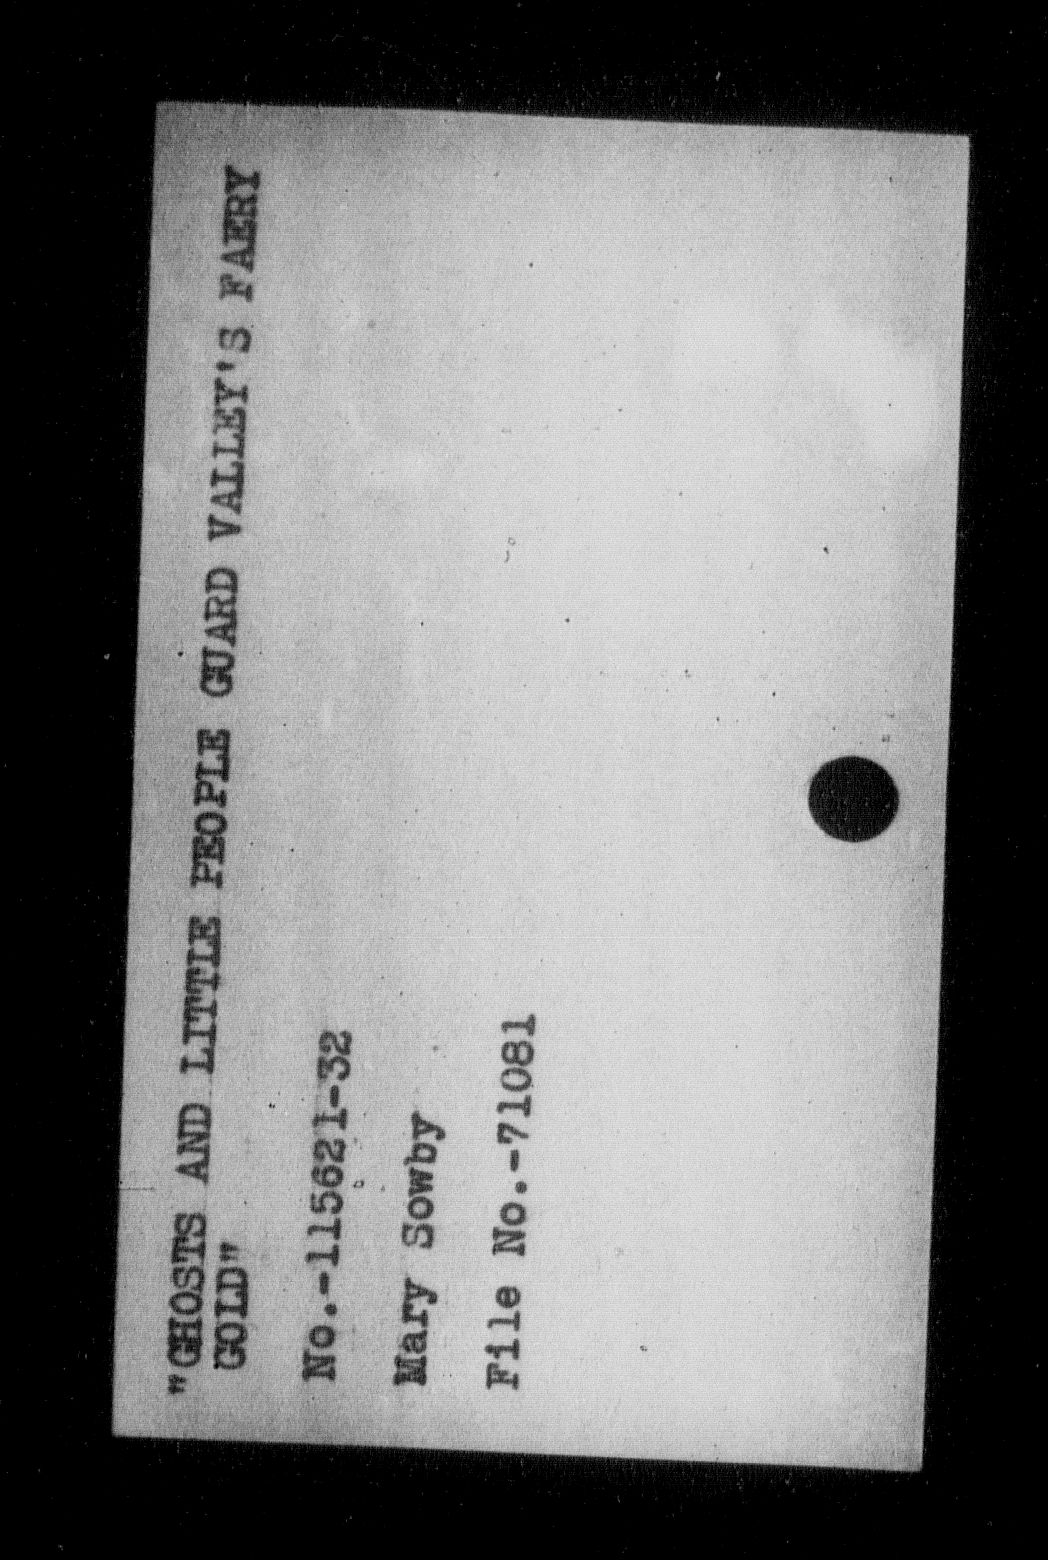 "GHOSTS AND LITTLE PEOPLE GUARD VALLEY'S FAERY
GOLD"
No.-115621-32
Mary Sowby
File No.-71081